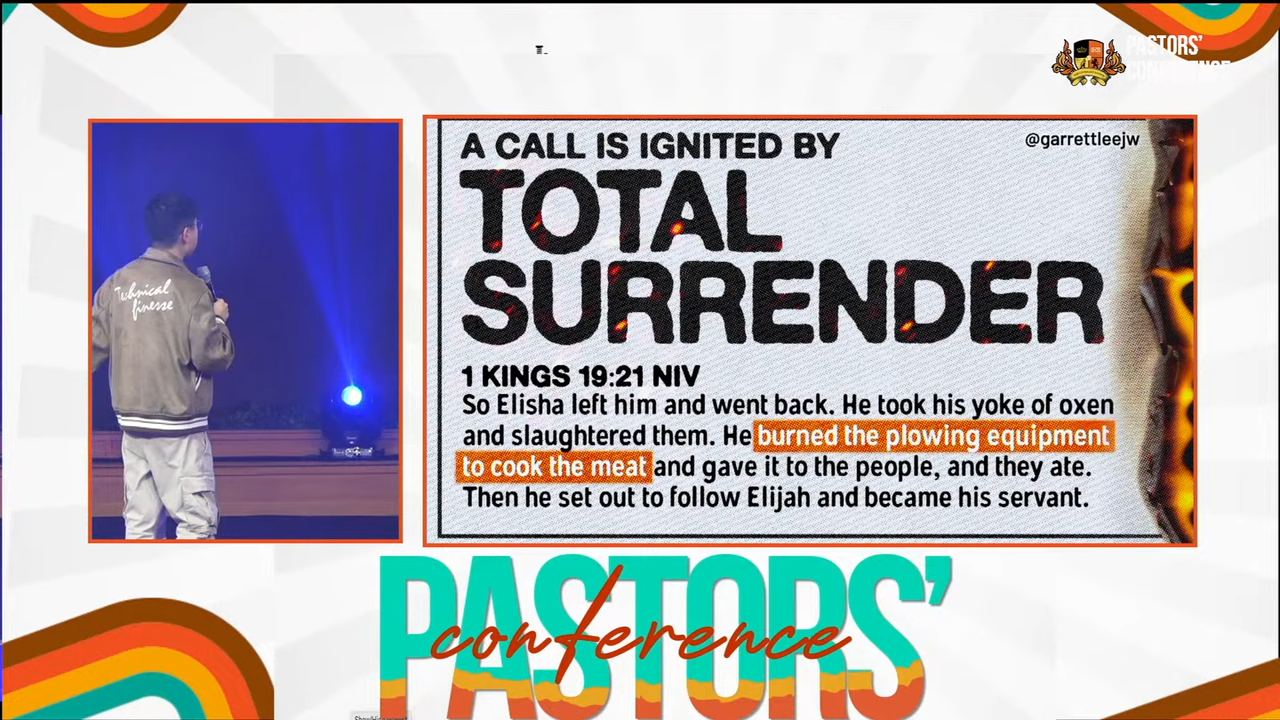 PASTORS'
CONFERENCE
Technical
finesse
A CALL IS IGNITED BY
@garrettleejw
TOTAL
SURRENDER
1 KINGS 19:21 NIV
So Elisha left him and went back. He took his yoke of oxen
and slaughtered them. He burned the plowing equipment
to cook the meat and gave it to the people, and they ate.
Then he set out to follow Elijah and became his servant.
PASTORS'
conference